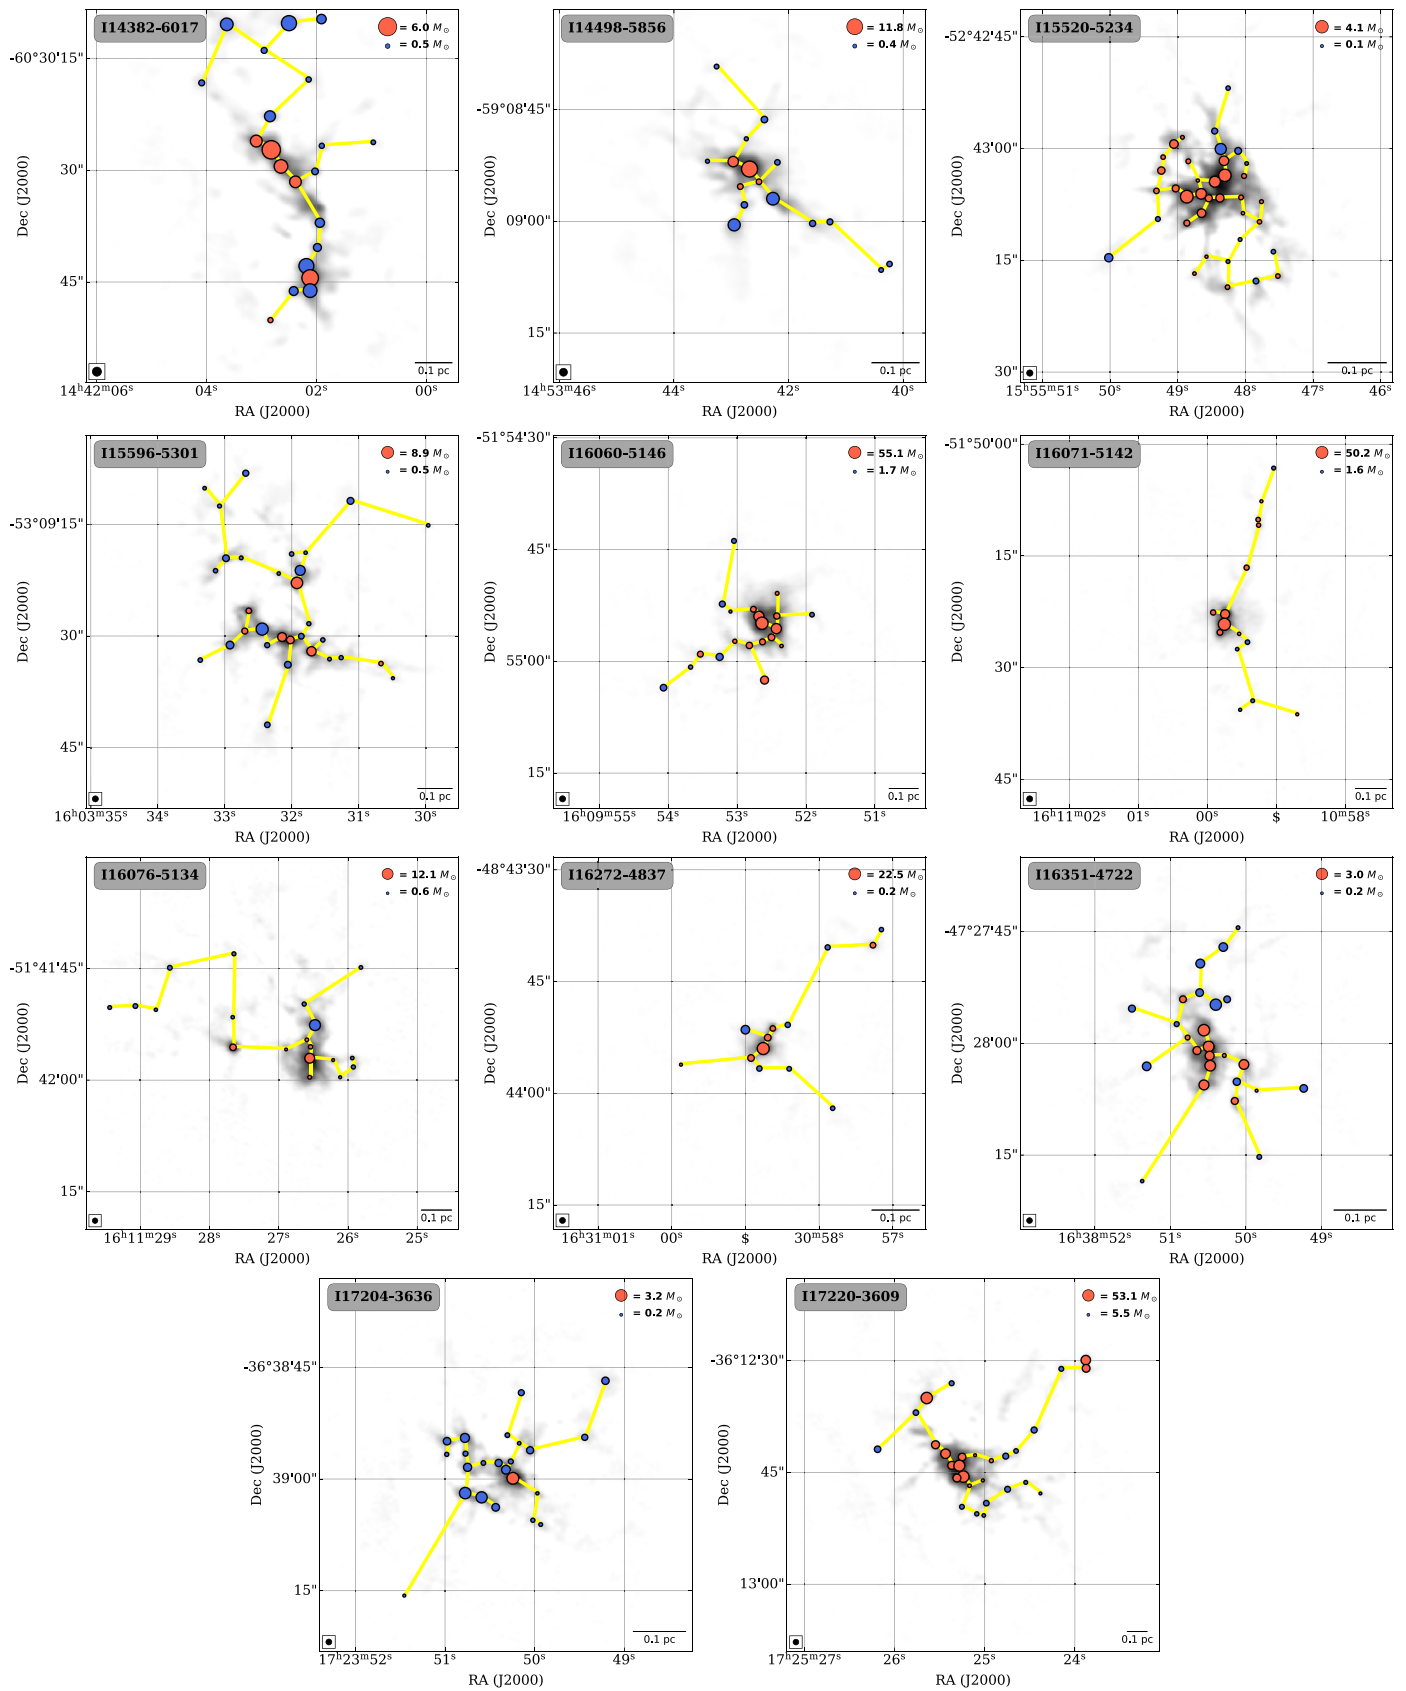 I14382-6017
= 6.0 M⊙
= 0.5 M⊙
-60°30'15"
30"
45"
Dec (J2000)
0.1 pc
14ʰ42ᵐ06ˢ 04ˢ 02ˢ 00ˢ
RA (J2000)
I14498-5856
= 11.8 M⊙
= 0.4 M⊙
-59°08'45"
09'00"
15"
Dec (J2000)
0.1 pc
14ʰ53ᵐ46ˢ 44ˢ 42ˢ 40ˢ
RA (J2000)
I15520-5234
= 4.1 M⊙
= 0.1 M⊙
-52°42'45"
43'00"
15"
30"
Dec (J2000)
0.1 pc
15ʰ55ᵐ51ˢ 50ˢ 49ˢ 48ˢ 47ˢ 46ˢ
RA (J2000)
I15596-5301
= 8.9 M⊙
= 0.5 M⊙
-53°09'15"
30"
45"
Dec (J2000)
0.1 pc
16ʰ03ᵐ35ˢ 34ˢ 33ˢ 32ˢ 31ˢ 30ˢ
RA (J2000)
I16060-5146
= 55.1 M⊙
= 1.7 M⊙
-51°54'30"
45"
55'00"
15"
Dec (J2000)
0.1 pc
16ʰ09ᵐ55ˢ 54ˢ 53ˢ 52ˢ 51ˢ
RA (J2000)
I16071-5142
= 50.2 M⊙
= 1.6 M⊙
-51°50'00"
15"
30"
45"
Dec (J2000)
0.1 pc
16ʰ11ᵐ02ˢ 01ˢ 00ˢ $ 10ᵐ58ˢ
RA (J2000)
I16076-5134
= 12.1 M⊙
= 0.6 M⊙
-51°41'45"
42'00"
15"
Dec (J2000)
0.1 pc
16ʰ11ᵐ29ˢ 28ˢ 27ˢ 26ˢ 25ˢ
RA (J2000)
I16272-4837
= 22.5 M⊙
= 0.2 M⊙
-48°43'30"
45"
44'00"
15"
Dec (J2000)
0.1 pc
16ʰ31ᵐ01ˢ 00ˢ $ 30ᵐ58ˢ 57ˢ
RA (J2000)
I16351-4722
= 3.0 M⊙
= 0.2 M⊙
-47°27'45"
28'00"
15"
Dec (J2000)
0.1 pc
16ʰ38ᵐ52ˢ 51ˢ 50ˢ 49ˢ
RA (J2000)
I17204-3636
= 3.2 M⊙
= 0.2 M⊙
-36°38'45"
39'00"
15"
Dec (J2000)
0.1 pc
17ʰ23ᵐ52ˢ 51ˢ 50ˢ 49ˢ
RA (J2000)
I17220-3609
= 53.1 M⊙
= 5.5 M⊙
-36°12'30"
45"
13'00"
Dec (J2000)
0.1 pc
17ʰ25ᵐ27ˢ 26ˢ 25ˢ 24ˢ
RA (J2000)